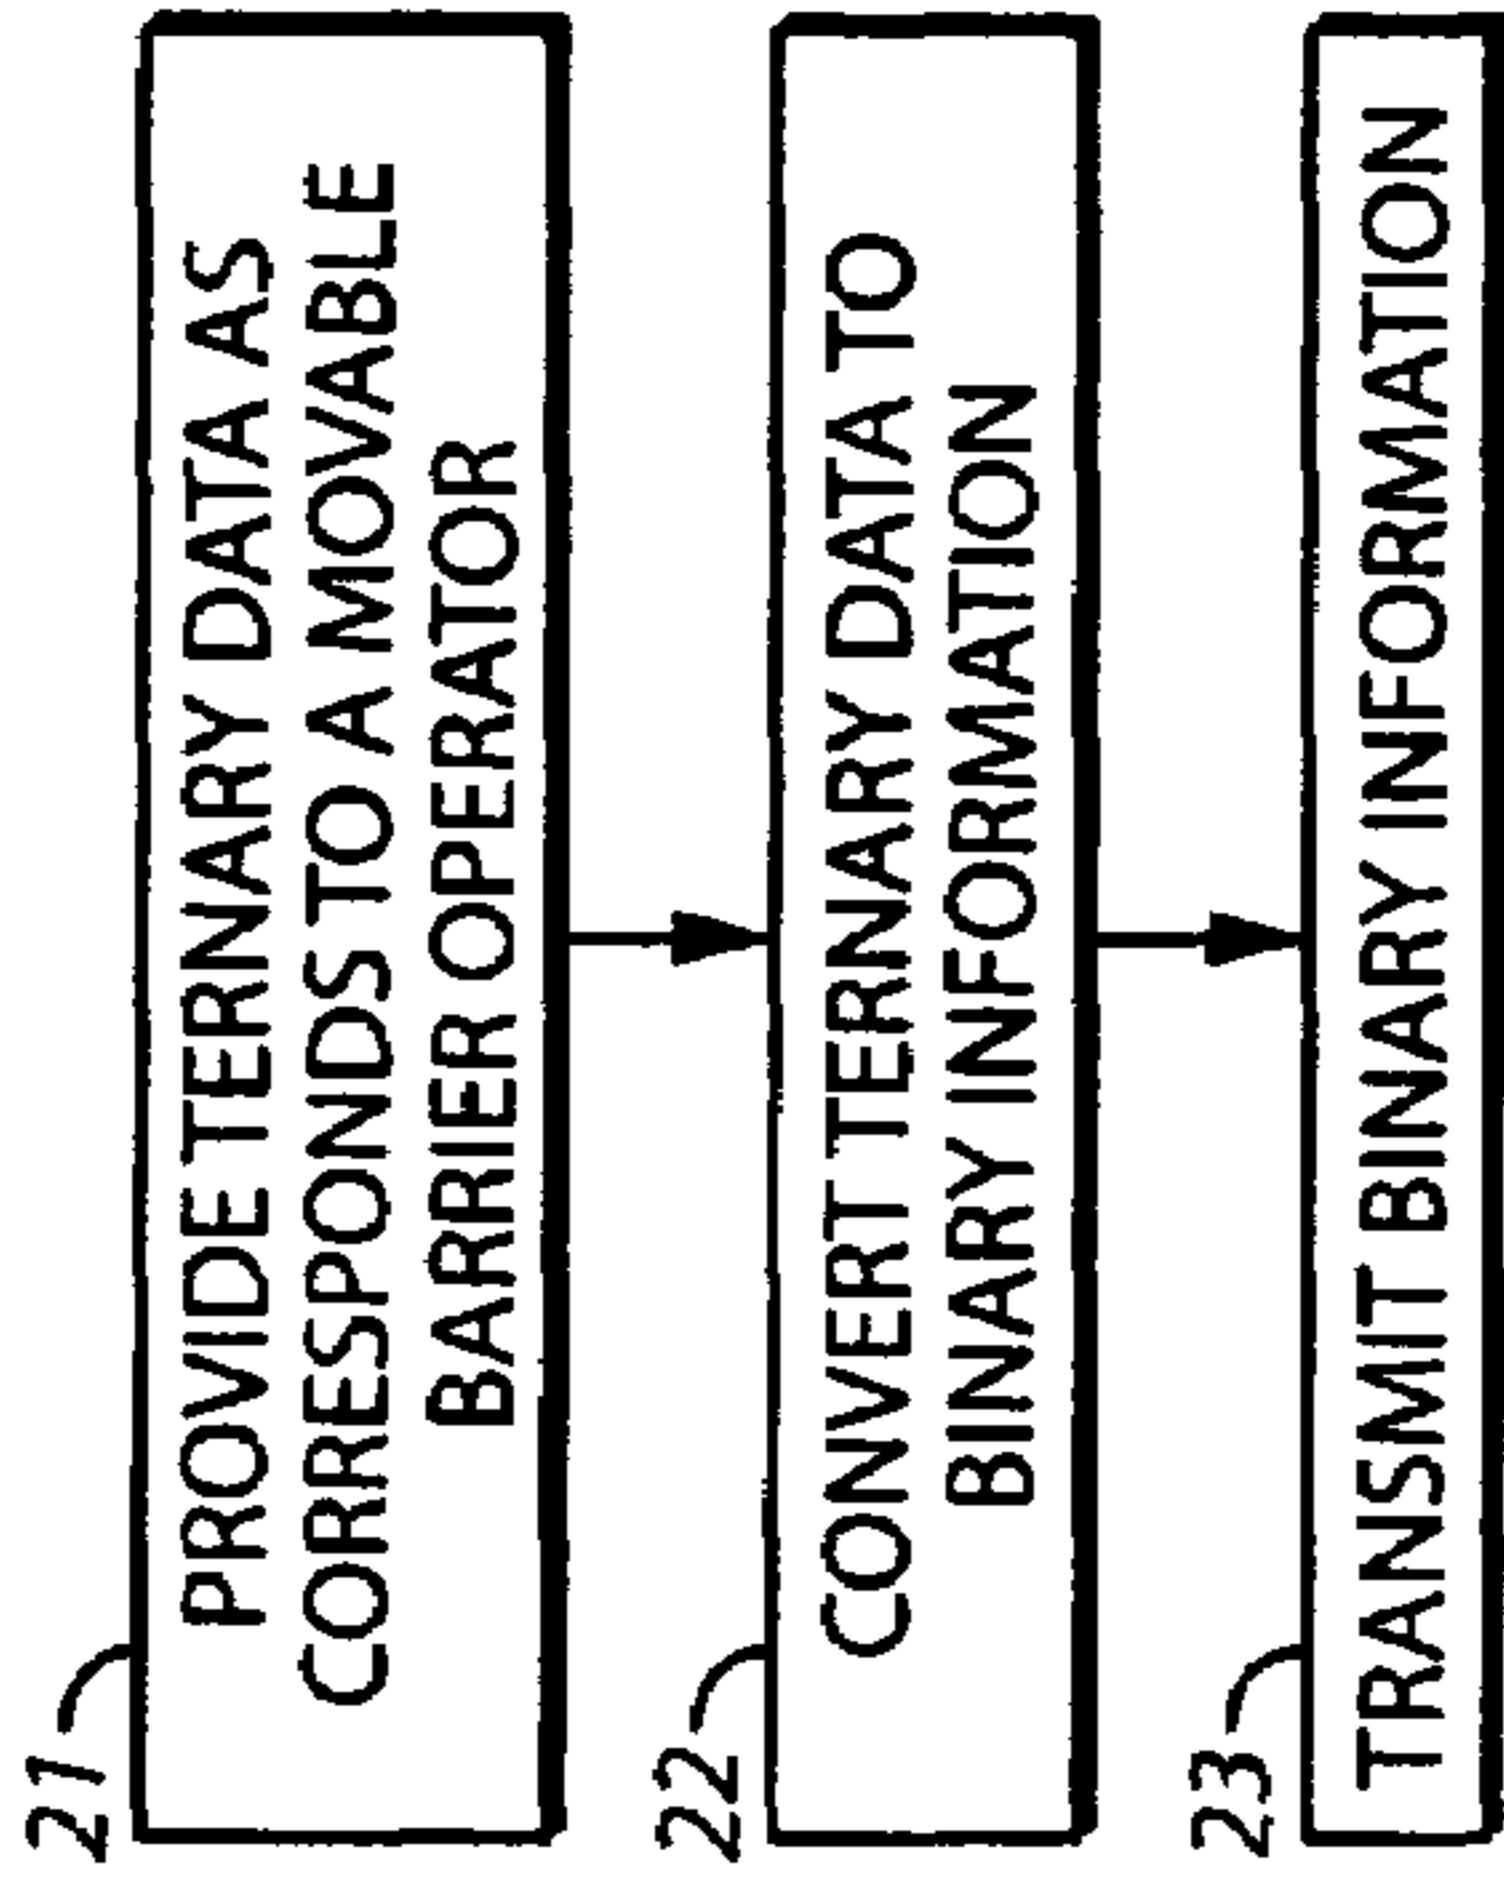 21
PROVIDE TERNARY DATA AS
CORRESPONDS TO A MOVABLE
BARRIER OPERATOR
22
CONVERT TERNARY DATA TO
BINARY INFORMATION
23
TRANSMIT BINARY INFORMATION